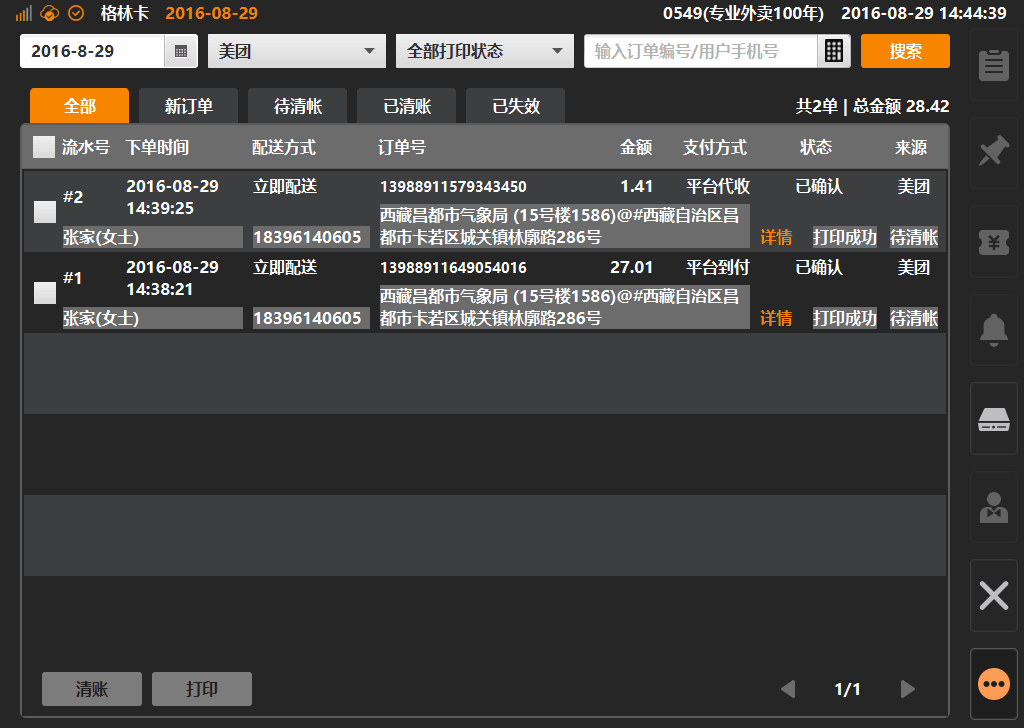 格林卡 2016-08-29 0549(专业外卖100年) 2016-08-29 14:44:39
2016-8-29 美团 全部打印状态 输入订单编号/用户手机号 搜索
全部 新订单 待清帐 已清账 已失效 共2单 | 总金额 28.42
流水号 下单时间 配送方式 订单号 金额 支付方式 状态 来源
#2 2016-08-29 14:39:25 立即配送 13988911579343450 1.41 平台代收 已确认 美团
西藏昌都市气象局 (15号楼1586)@#西藏自治区昌
张家(女士) 18396140605 都市卡若区城关镇林廓路286号 详情 打印成功 待清帐
#1 2016-08-29 14:38:21 立即配送 13988911649054016 27.01 平台到付 已确认 美团
西藏昌都市气象局 (15号楼1586)@#西藏自治区昌
张家(女士) 18396140605 都市卡若区城关镇林廓路286号 详情 打印成功 待清帐
清账 打印 1/1